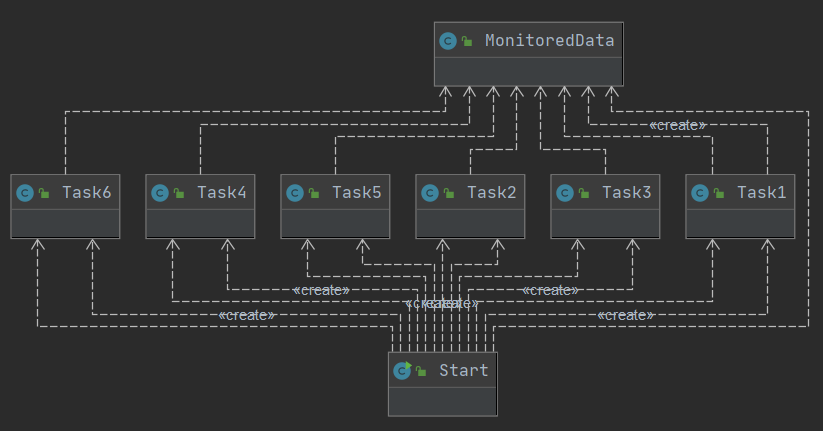 MonitoredData
«create»
Task6
Task4
Task5
Task2
Task3
Task1
«create»
«create»
«create»
«create»
Start